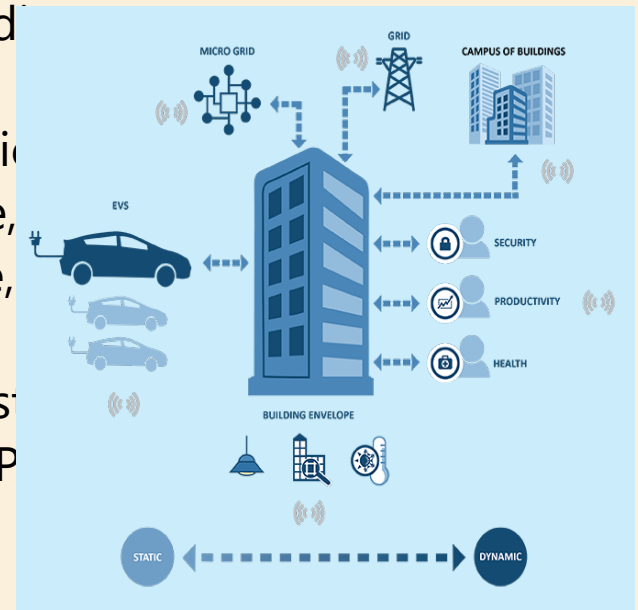 GRID
MICRO GRID
CAMPUS OF BUILDINGS
EVS
SECURITY
PRODUCTIVITY
HEALTH
BUILDING ENVELOPE
STATIC
DYNAMIC